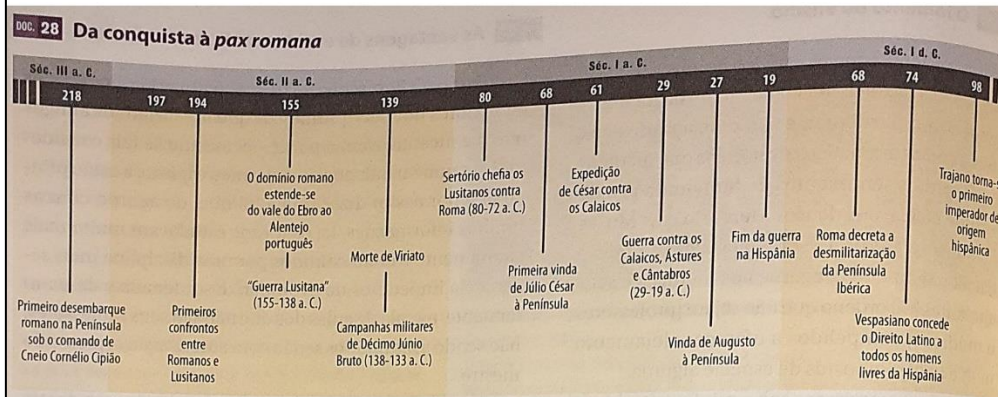 DOC. 28 Da conquista à pax romana
Séc. III a. C.
Séc. II a. C.
Séc. I a. C.
Séc. I d. C.
218
197
194
155
139
80
68
61
29
27
19
68
74
98
Primeiro desembarque
romano na Península
sob o comando de
Cneio Cornélio Cipião
Primeiros
confrontos
entre
Romanos e
Lusitanos
O domínio romano
estende-se
do vale do Ebro ao
Alentejo
português
"Guerra Lusitana"
(155-138 a. C.)
Morte de Viriato
Campanhas militares
de Décimo Júnio
Bruto (138-133 a. C.)
Sertório chefia os
Lusitanos contra
Roma (80-72 a. C.)
Primeira vinda
de Júlio César
à Península
Expedição
de César contra
os Calaicos
Guerra contra os
Calaicos, Ástures
e Cântabros
(29-19 a. C.)
Vinda de Augusto
à Península
Fim da guerra
na Hispânia
Roma decreta a
desmilitarização
da Península
Ibérica
Vespasiano concede
o Direito Latino a
todos os homens
livres da Hispânia
Trajano torna-s
o primeiro
imperador de
origem
hispânica